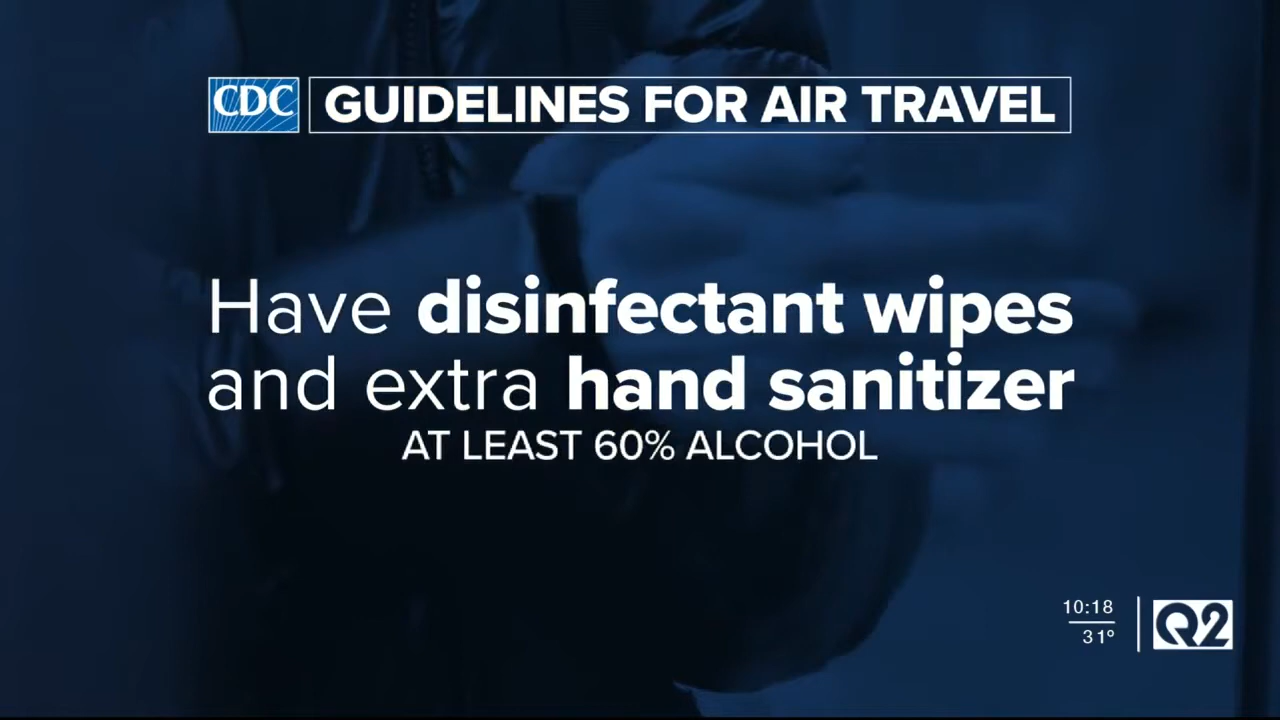 CDC GUIDELINES FOR AIR TRAVEL
Have disinfectant wipes
and extra hand sanitizer
AT LEAST 60% ALCOHOL
10:18
31°
Q2